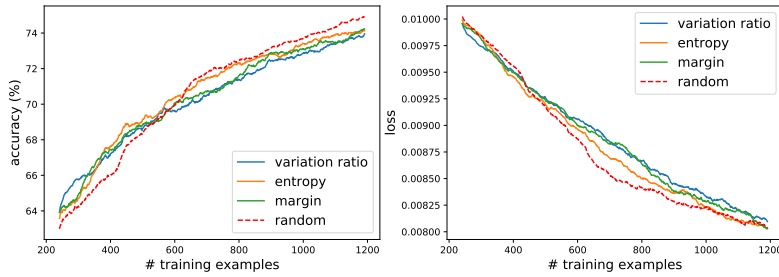 74
72
70
68
66
64
accuracy (%)
variation ratio
entropy
margin
random
200 400 600 800 1000 1200
# training examples
0.01000
0.00975
0.00950
0.00925
0.00900
0.00875
0.00850
0.00825
0.00800
loss
variation ratio
entropy
margin
random
200 400 600 800 1000 1200
# training examples